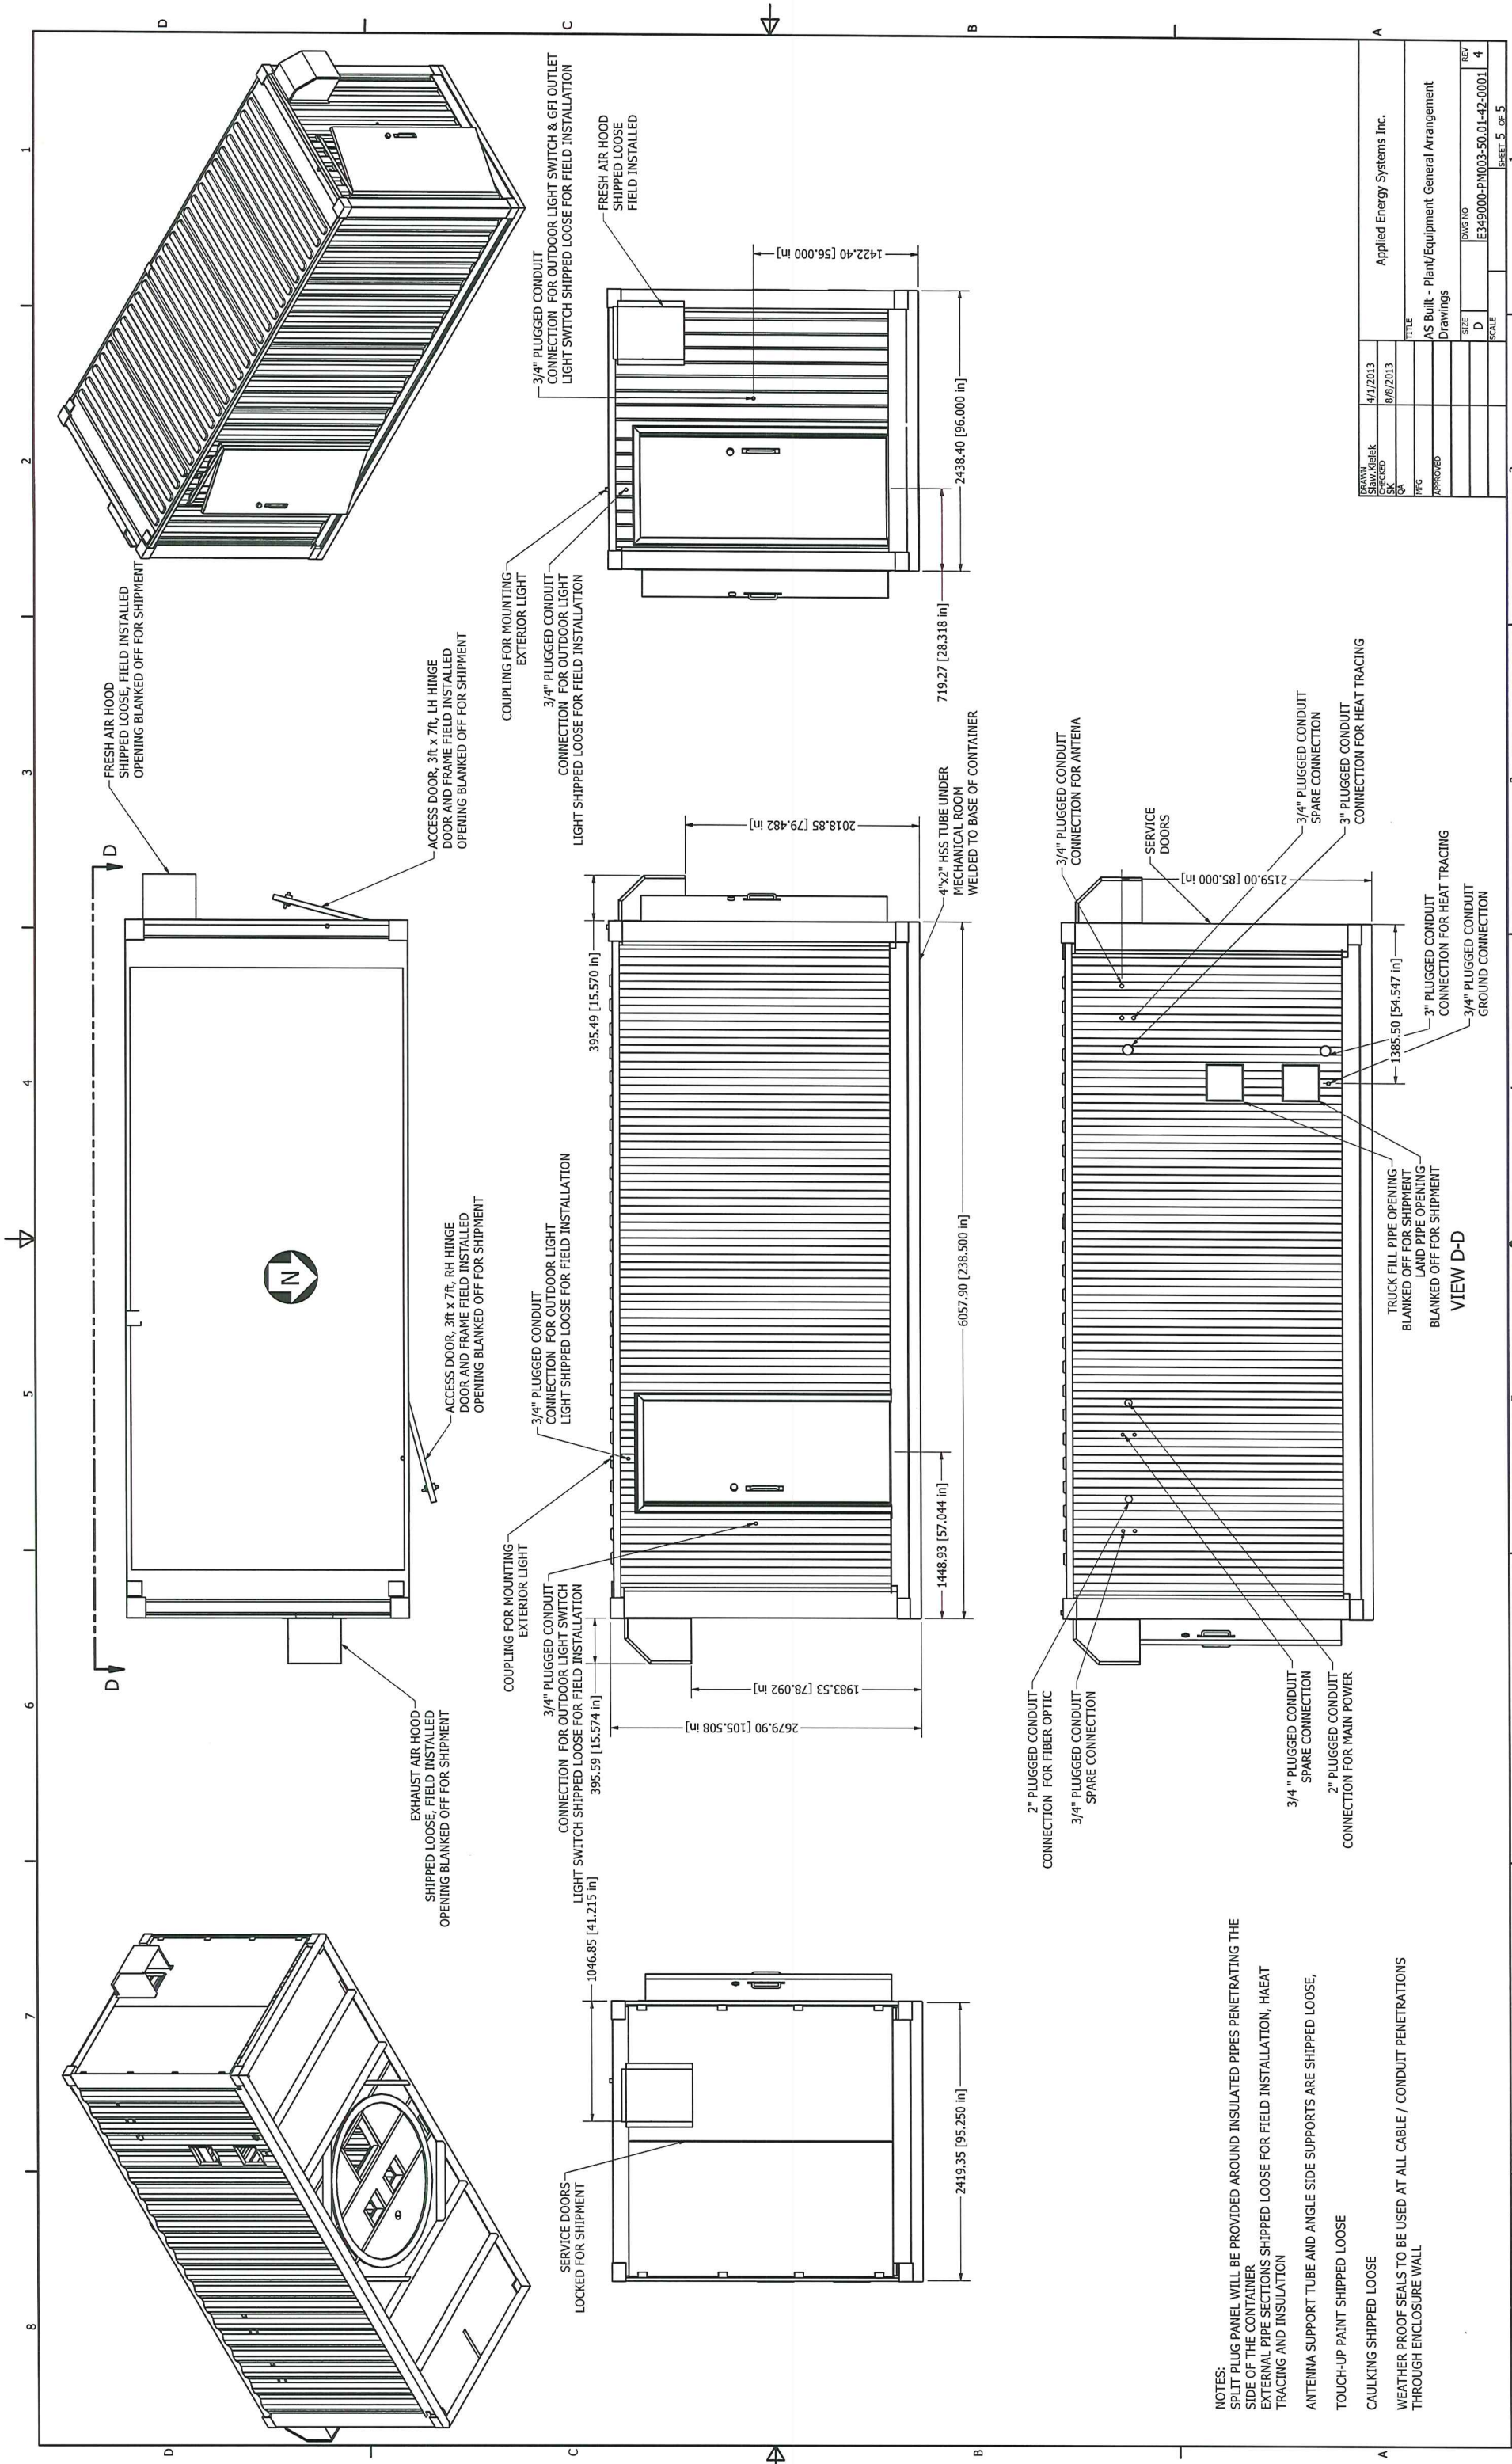 8
7
6
5
4
3
2
1
D
C
B
A
D
C
B
A
EXHAUST AIR HOOD
SHIPPED LOOSE, FIELD INSTALLED
OPENING BLANKED OFF FOR SHIPMENT
D
D
N
ACCESS DOOR, 3ft x 7ft, RH HINGE
DOOR AND FRAME FIELD INSTALLED
OPENING BLANKED OFF FOR SHIPMENT
FRESH AIR HOOD
SHIPPED LOOSE, FIELD INSTALLED
OPENING BLANKED OFF FOR SHIPMENT
ACCESS DOOR, 3ft x 7ft, LH HINGE
DOOR AND FRAME FIELD INSTALLED
OPENING BLANKED OFF FOR SHIPMENT
SERVICE DOORS
LOCKED FOR SHIPMENT
1046.85 [41.215 in]
2419.35 [95.250 in]
COUPLING FOR MOUNTING
EXTERIOR LIGHT
3/4" PLUGGED CONDUIT
CONNECTION FOR OUTDOOR LIGHT SWITCH
LIGHT SWITCH SHIPPED LOOSE FOR FIELD INSTALLATION
395.59 [15.574 in]
3/4" PLUGGED CONDUIT
CONNECTION FOR OUTDOOR LIGHT
LIGHT SHIPPED LOOSE FOR FIELD INSTALLATION
2679.90 [105.508 in]
1983.53 [78.092 in]
1448.93 [57.044 in]
6057.90 [238.500 in]
395.49 [15.570 in]
2018.85 [79.482 in]
4"x2" HSS TUBE UNDER
MECHANICAL ROOM
WELDED TO BASE OF CONTAINER
COUPLING FOR MOUNTING
EXTERIOR LIGHT
3/4" PLUGGED CONDUIT
CONNECTION FOR OUTDOOR LIGHT
LIGHT SHIPPED LOOSE FOR FIELD INSTALLATION
3/4" PLUGGED CONDUIT
CONNECTION FOR OUTDOOR LIGHT SWITCH & GFI OUTLET
LIGHT SWITCH SHIPPED LOOSE FOR FIELD INSTALLATION
FRESH AIR HOOD
SHIPPED LOOSE
FIELD INSTALLED
1422.40 [56.000 in]
719.27 [28.318 in]
2438.40 [96.000 in]
2" PLUGGED CONDUIT
CONNECTION FOR FIBER OPTIC
3/4" PLUGGED CONDUIT
SPARE CONNECTION
3/4 " PLUGGED CONDUIT
SPARE CONNECTION
2" PLUGGED CONDUIT
CONNECTION FOR MAIN POWER
TRUCK FILL PIPE OPENING
BLANKED OFF FOR SHIPMENT
LAND PIPE OPENING
BLANKED OFF FOR SHIPMENT
VIEW D-D
3/4" PLUGGED CONDUIT
CONNECTION FOR ANTENA
SERVICE
DOORS
2159.00 [85.000 in]
3/4" PLUGGED CONDUIT
SPARE CONNECTION
3" PLUGGED CONDUIT
CONNECTION FOR HEAT TRACING
1385.50 [54.547 in]
3" PLUGGED CONDUIT
CONNECTION FOR HEAT TRACING
3/4" PLUGGED CONDUIT
GROUND CONNECTION
NOTES:
SPLIT PLUG PANEL WILL BE PROVIDED AROUND INSULATED PIPES PENETRATING THE
SIDE OF THE CONTAINER
EXTERNAL PIPE SECTIONS SHIPPED LOOSE FOR FIELD INSTALLATION, HAEAT
TRACING AND INSULATION
ANTENNA SUPPORT TUBE AND ANGLE SIDE SUPPORTS ARE SHIPPED LOOSE,
TOUCH-UP PAINT SHIPPED LOOSE
CAULKING SHIPPED LOOSE
WEATHER PROOF SEALS TO BE USED AT ALL CABLE / CONDUIT PENETRATIONS
THROUGH ENCLOSURE WALL
DRAWN
Slaw.Kielek
4/1/2013
CHECKED
SK
8/8/2013
QA
MFG
APPROVED
Applied Energy Systems Inc.
TITLE
AS Built - Plant/Equipment General Arrangement
Drawings
SIZE
D
DWG NO
E349000-PM003-50.01-42-0001
REV
4
SCALE
SHEET 5 OF 5